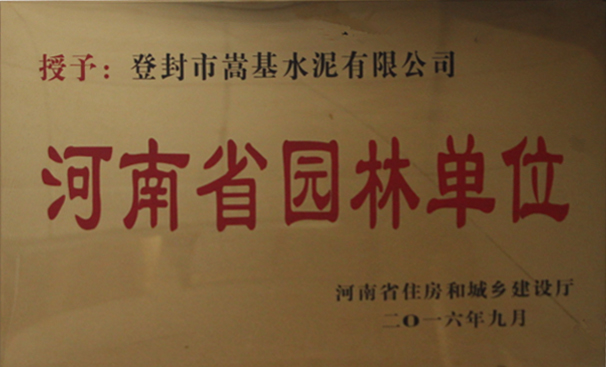 授予：登封市嵩基水泥有限公司
河南省园林单位
河南省住房和城乡建设厅
二〇一六年九月